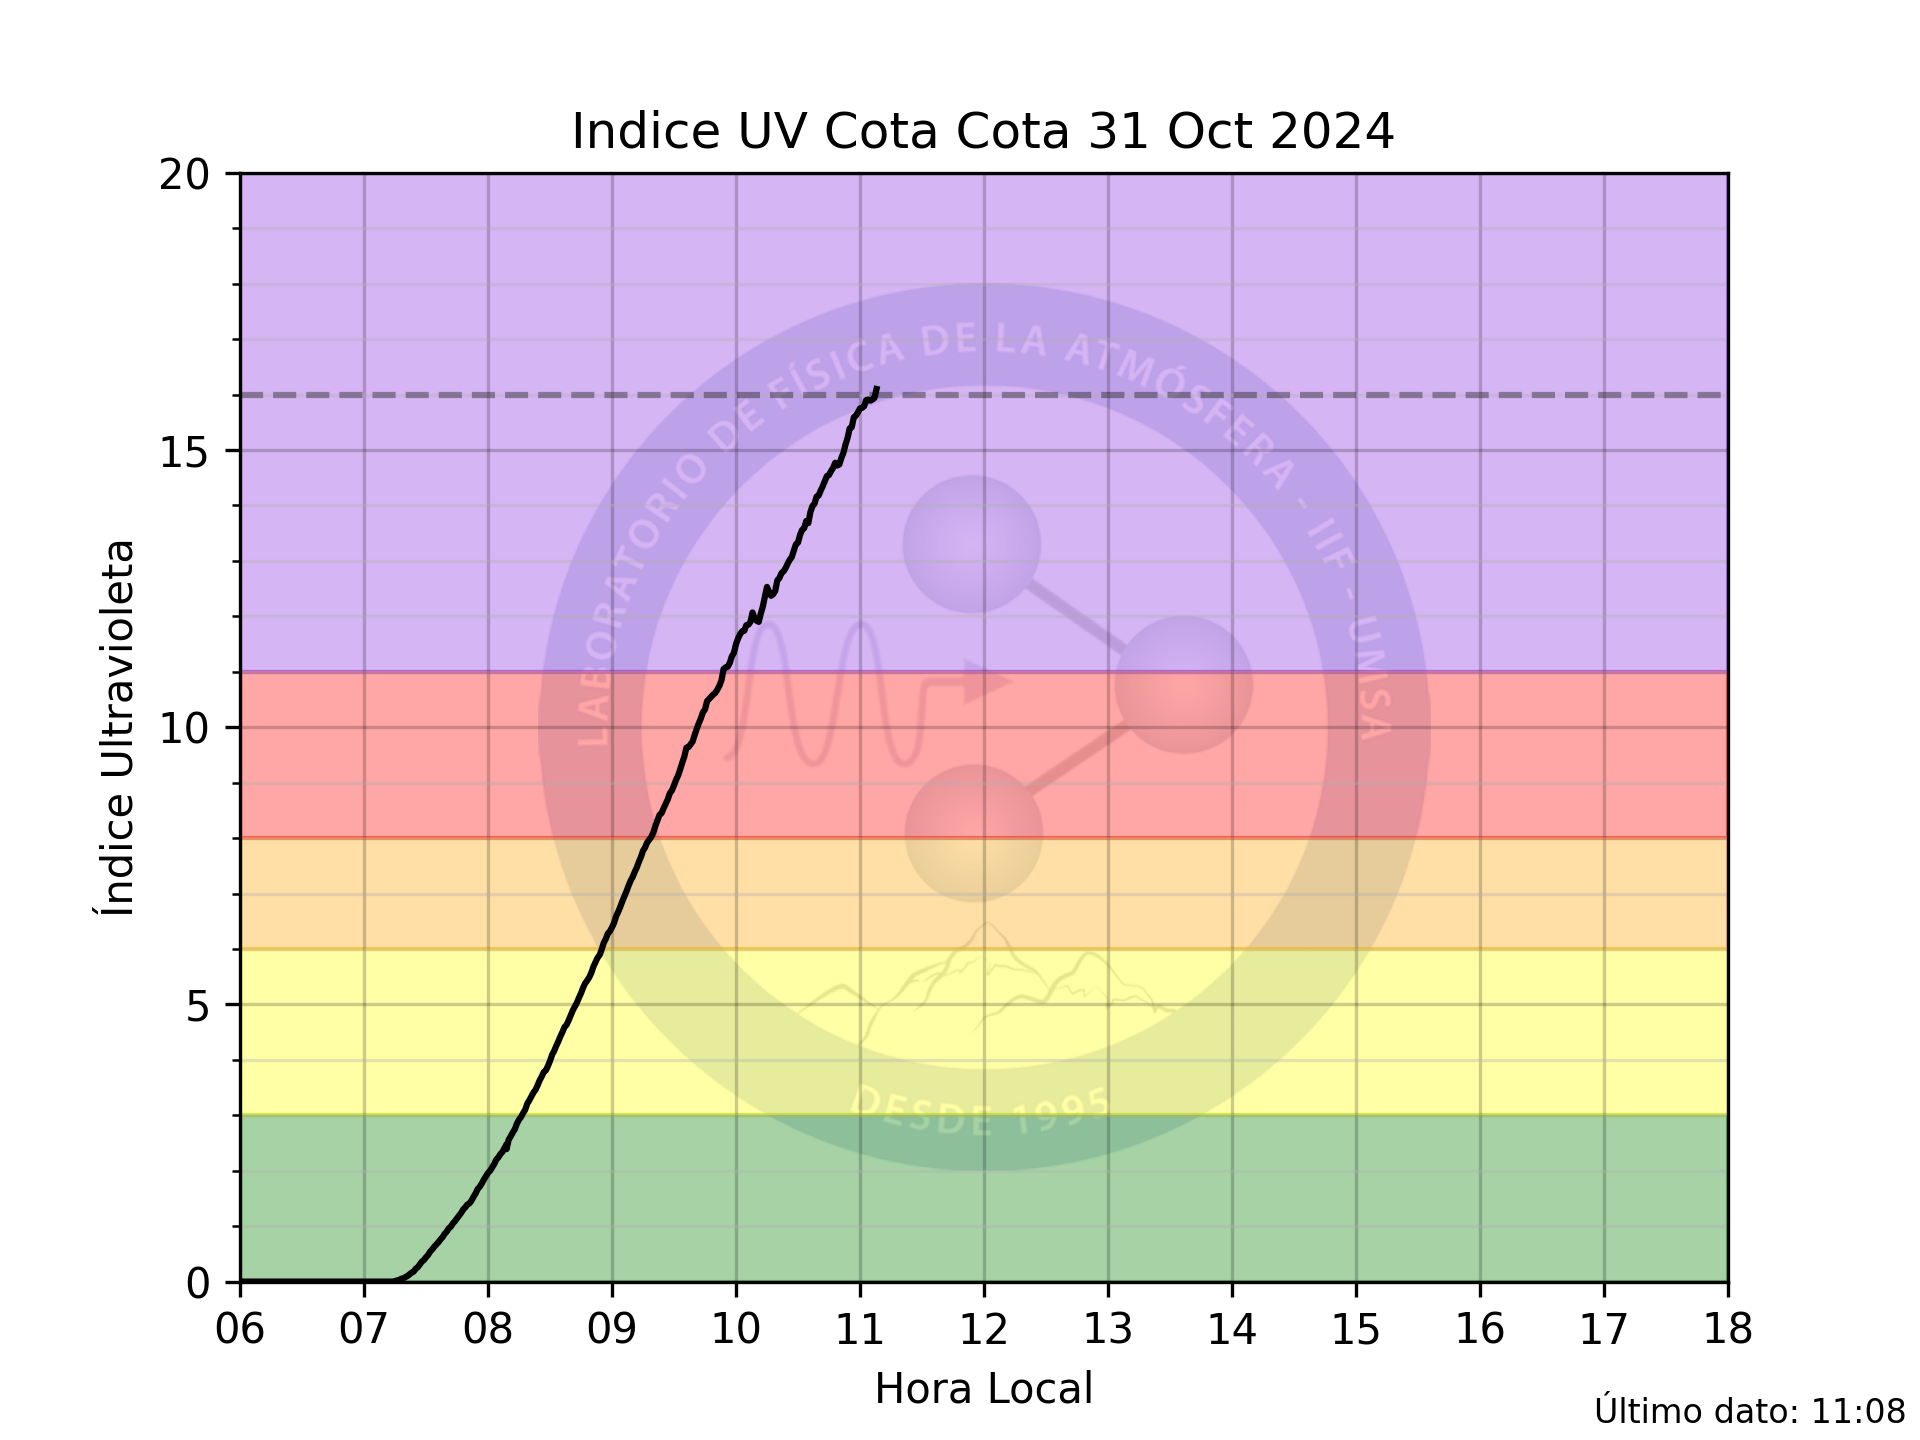 Indice UV Cota Cota 31 Oct 2024
20
15
10
5
0
Índice Ultravioleta
LABORATORIO DE FÍSICA DE LA ATMÓSFERA - IIF - UMSA
DESDE 1995
06 07 08 09 10 11 12 13 14 15 16 17 18
Hora Local
Último dato: 11:08